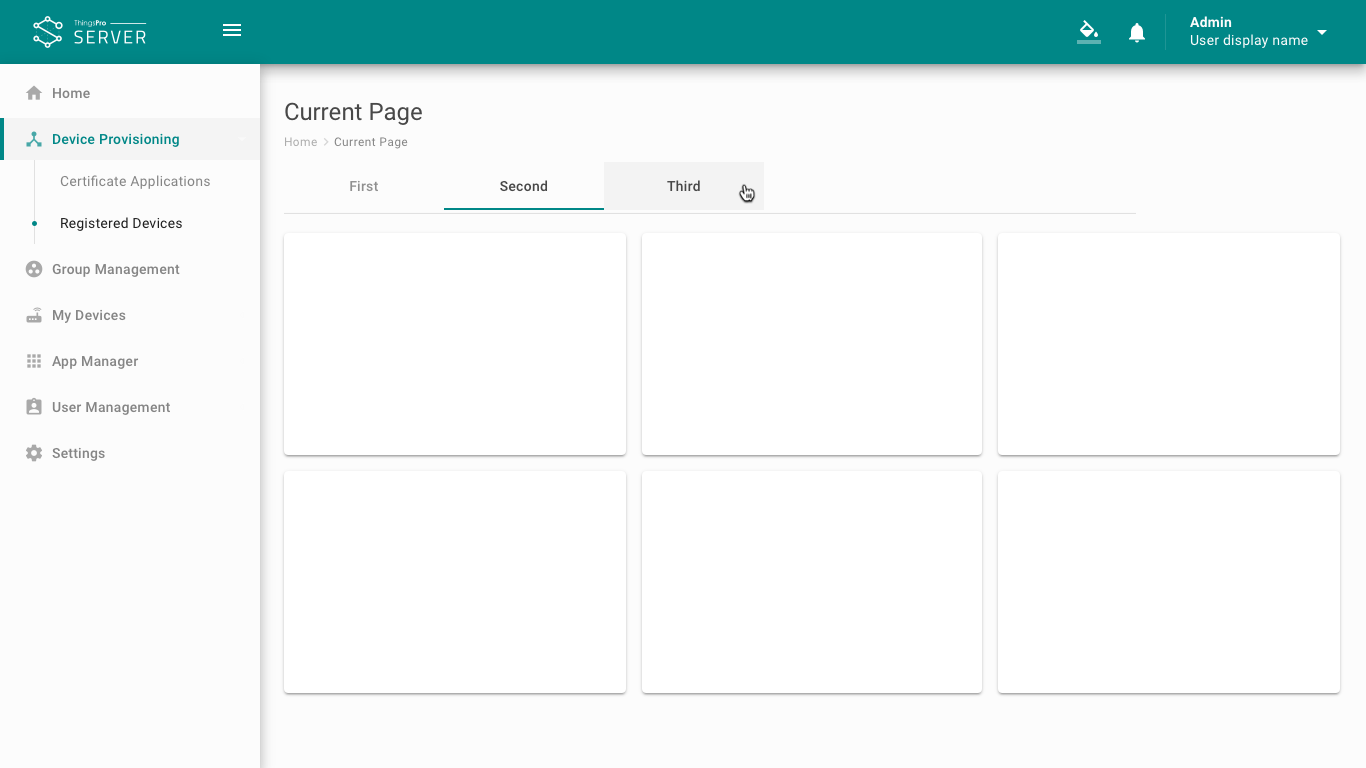 ThingsPro
SERVER
Admin
User display name
Home
Device Provisioning
Certificate Applications
Registered Devices
Group Management
My Devices
App Manager
User Management
Settings
Current Page
Home > Current Page
First Second Third